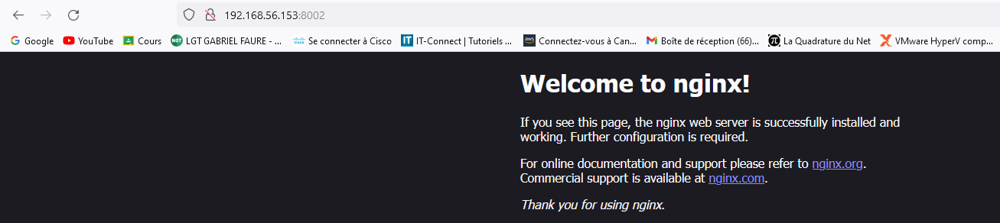 192.168.56.153:8002
Google YouTube Cours LGT GABRIEL FAURE - ... Se connecter à Cisco IT-Connect | Tutoriels ... Connectez-vous à Can... Boîte de réception (66)... La Quadrature du Net VMware HyperV comp...
Welcome to nginx!
If you see this page, the nginx web server is successfully installed and
working. Further configuration is required.
For online documentation and support please refer to nginx.org.
Commercial support is available at nginx.com.
Thank you for using nginx.